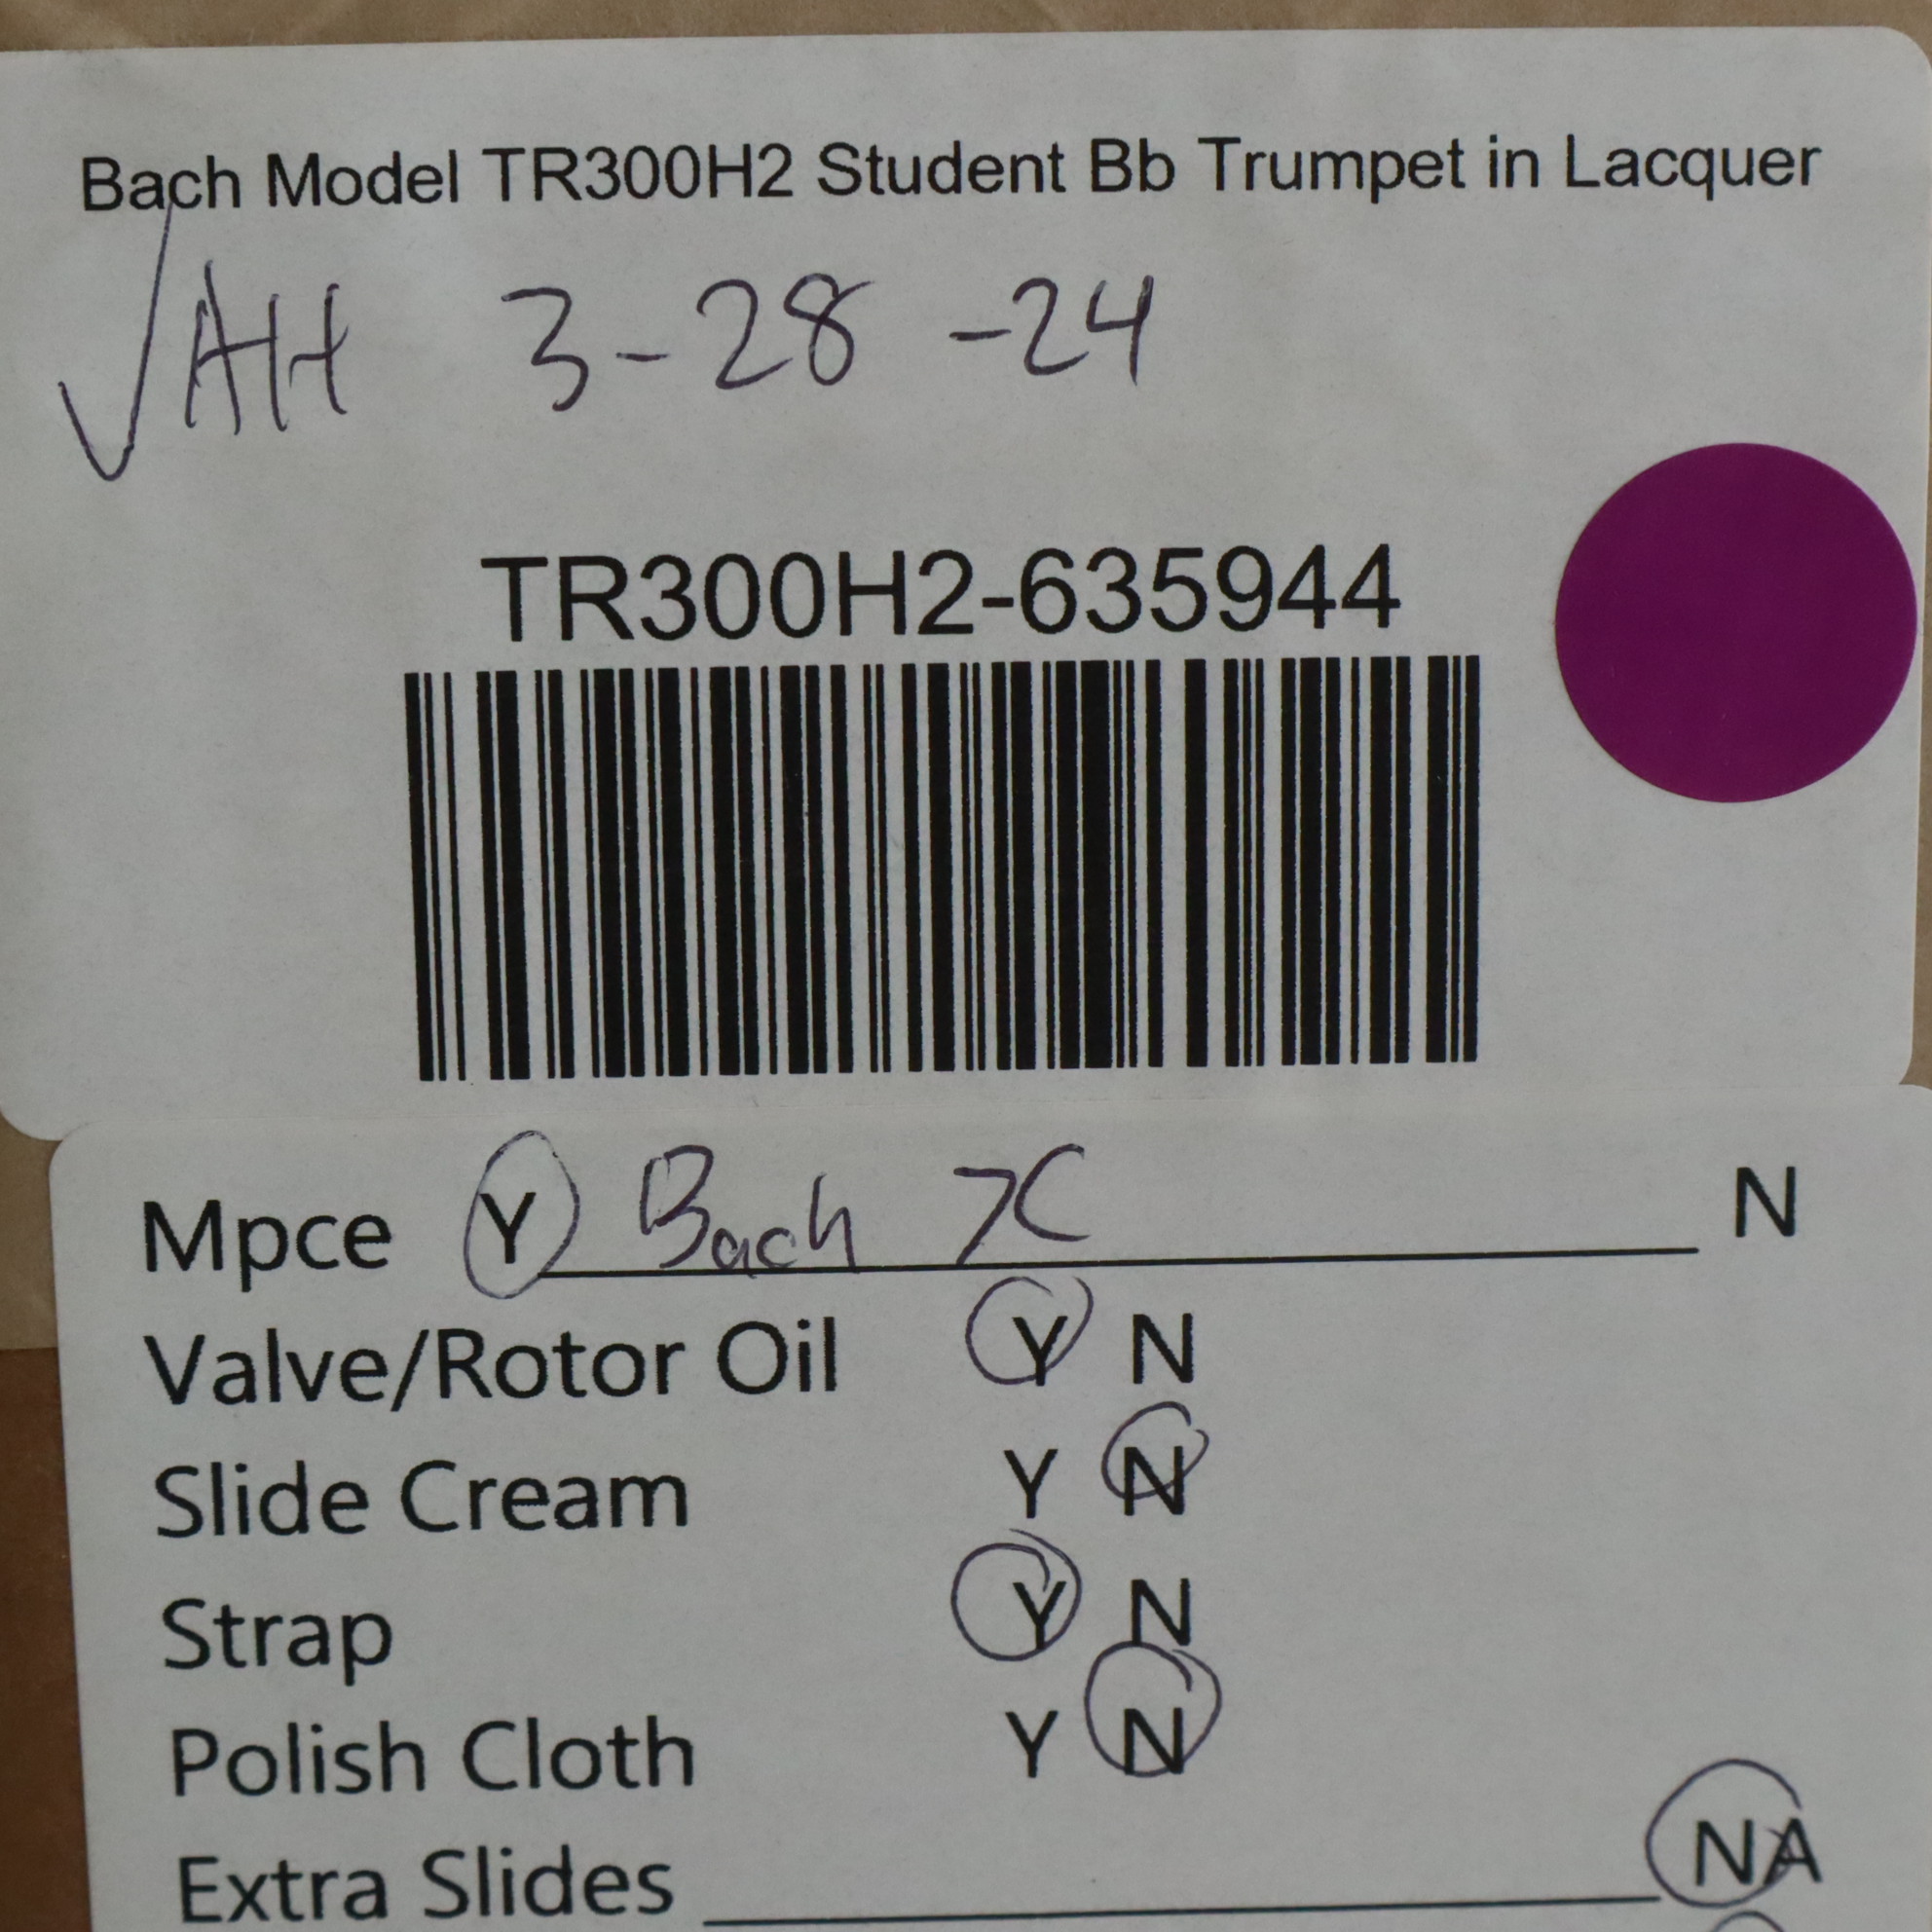 Bach Model TR300H2 Student Bb Trumpet in Lacquer
√AH 3-28-24
TR300H2-635944
Mpce Y Bach 7C N
Valve/Rotor Oil Y N
Slide Cream Y N
Strap Y N
Polish Cloth Y N
Extra Slides NA